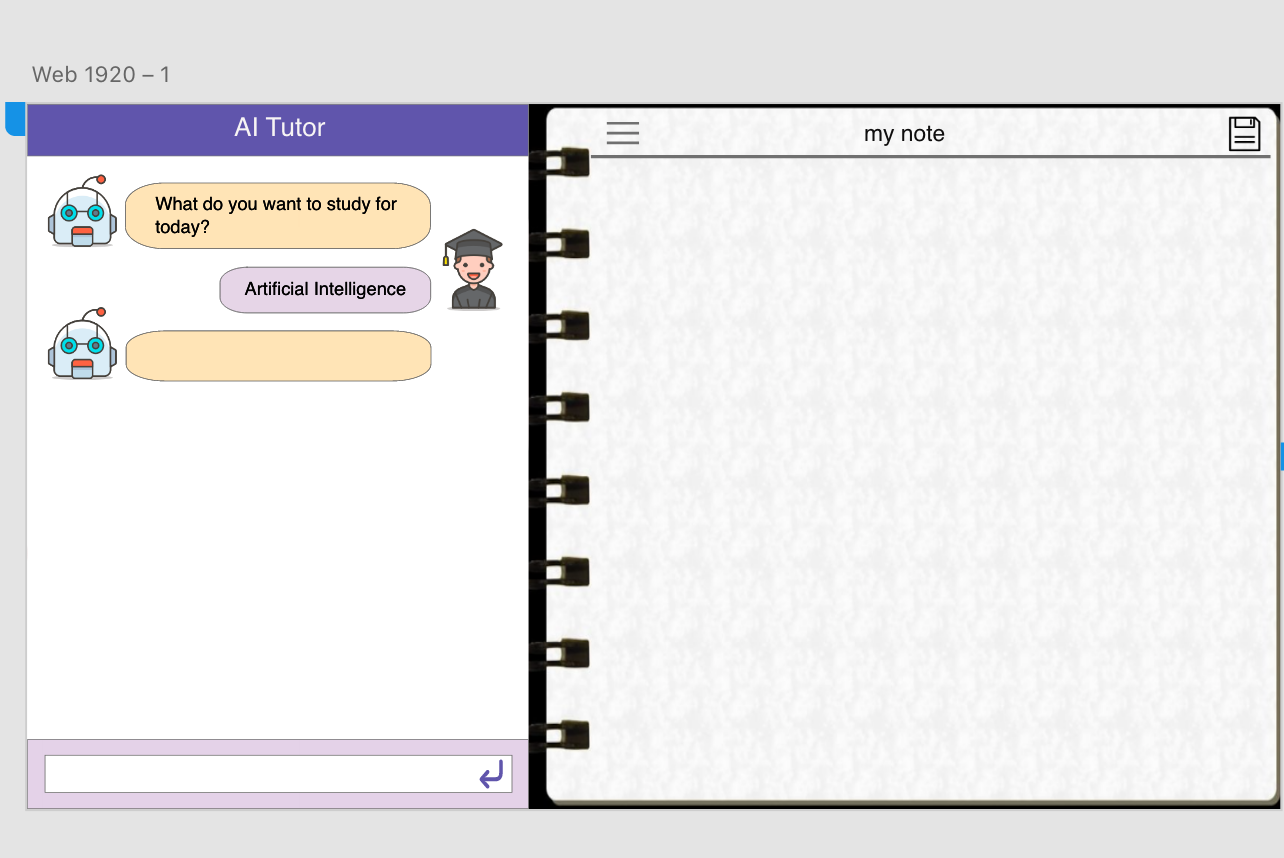 Web 1920 – 1
AI Tutor
What do you want to study for
today?
Artificial Intelligence
my note